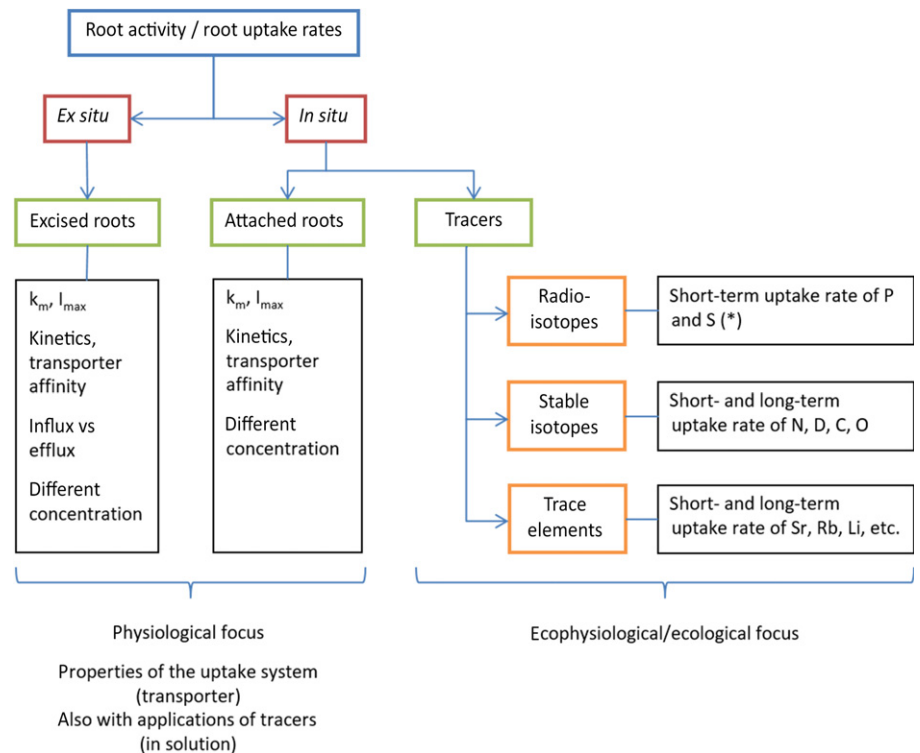 Root activity / root uptake rates
Ex situ
In situ
Excised roots
Attached roots
Tracers
km, Imax
Kinetics,
transporter
affinity
Influx vs
efflux
Different
concentration
km, Imax
Kinetics,
transporter
affinity
Different
concentration
Radio-
isotopes
Short-term uptake rate of P
and S (*)
Stable
isotopes
Short- and long-term
uptake rate of N, D, C, O
Trace
elements
Short- and long-term
uptake rate of Sr, Rb, Li, etc.
Physiological focus
Properties of the uptake system
(transporter)
Also with applications of tracers
(in solution)
Ecophysiological/ecological focus